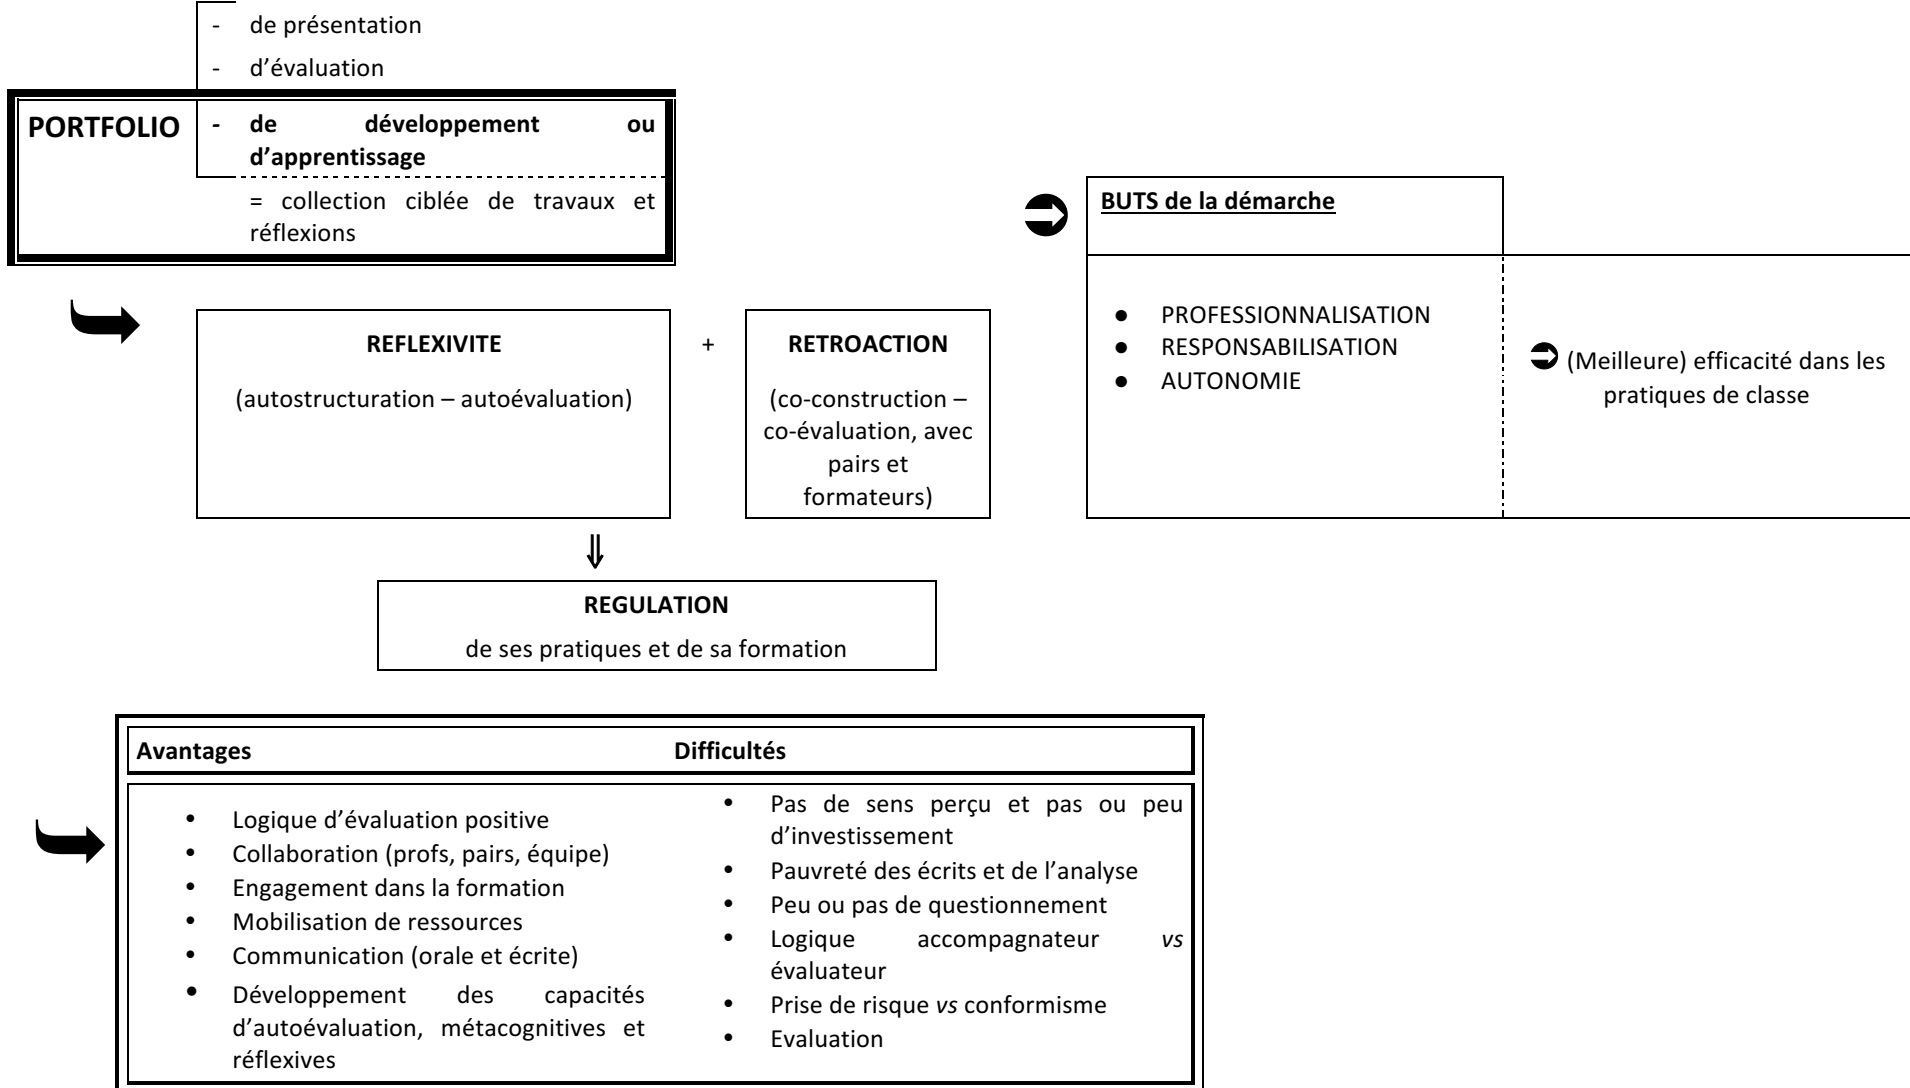 - de présentation
- d’évaluation
PORTFOLIO
- de développement ou
d’apprentissage
= collection ciblée de travaux et
réflexions
BUTS de la démarche
● PROFESSIONNALISATION
● RESPONSABILISATION
● AUTONOMIE
➲ (Meilleure) efficacité dans les
pratiques de classe
REFLEXIVITE
(autostructuration – autoévaluation)
+
RETROACTION
(co-construction –
co-évaluation, avec
pairs et
formateurs)
⇓
REGULATION
de ses pratiques et de sa formation
Avantages
• Logique d’évaluation positive
• Collaboration (profs, pairs, équipe)
• Engagement dans la formation
• Mobilisation de ressources
• Communication (orale et écrite)
• Développement des capacités
d’autoévaluation, métacognitives et
réflexives
Difficultés
• Pas de sens perçu et pas ou peu
d’investissement
• Pauvreté des écrits et de l’analyse
• Peu ou pas de questionnement
• Logique accompagnateur vs
évaluateur
• Prise de risque vs conformisme
• Evaluation